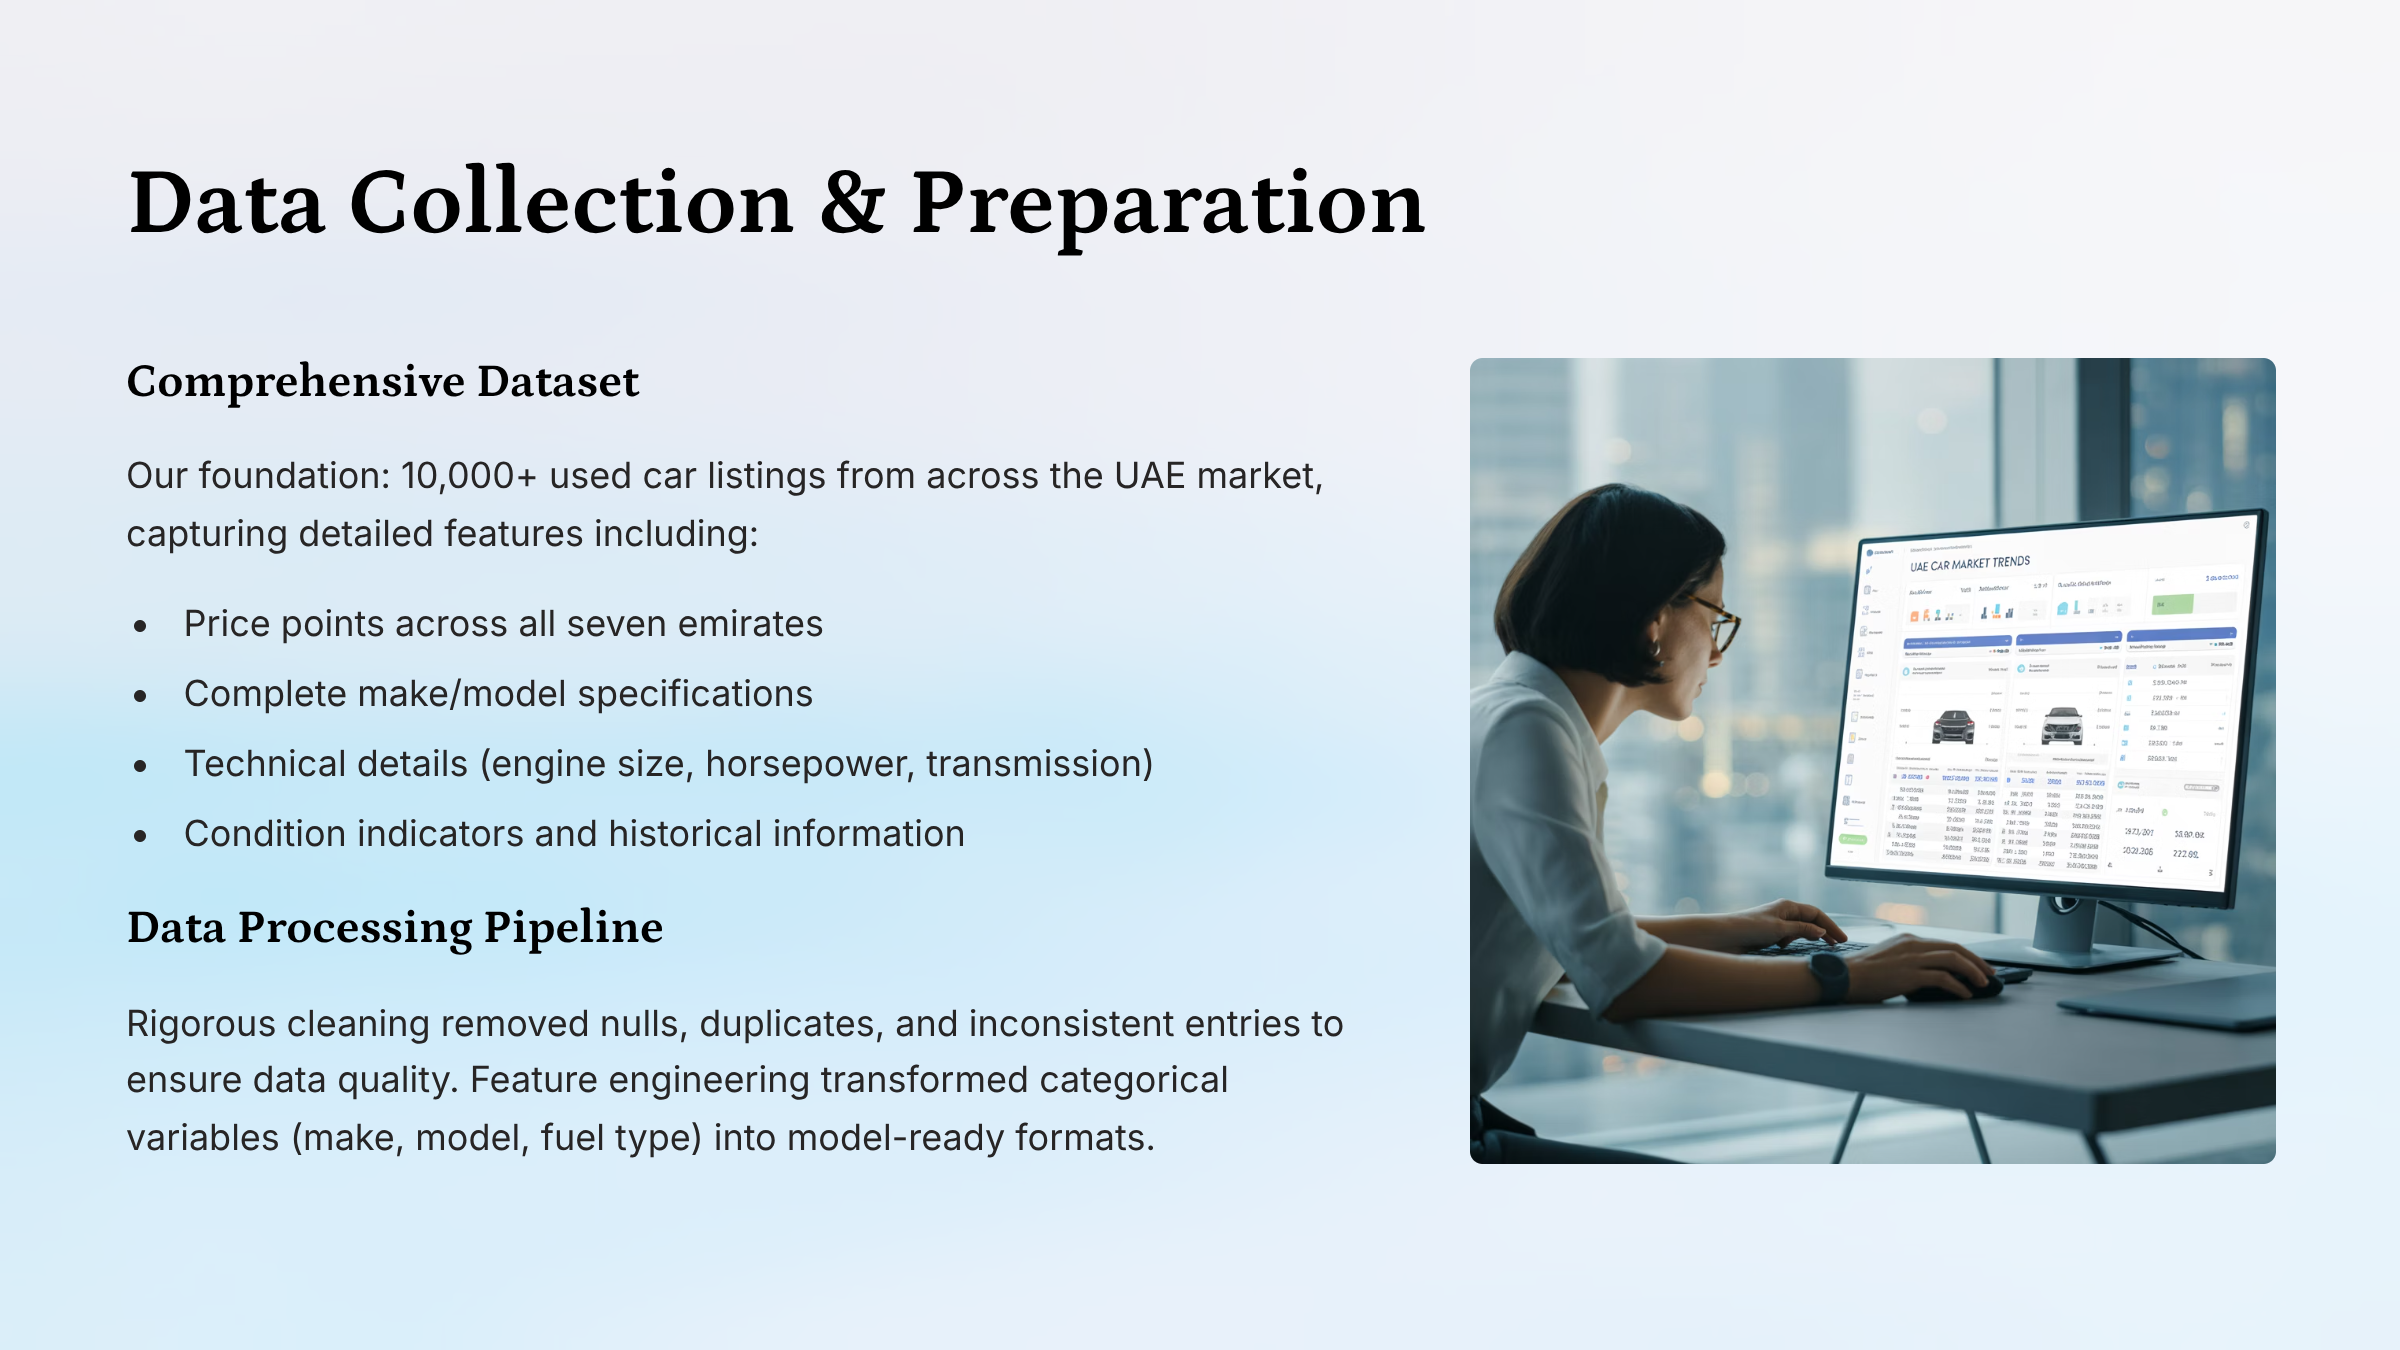 Data Collection & Preparation
Comprehensive Dataset
Our foundation: 10,000+ used car listings from across the UAE market,
capturing detailed features including:
• Price points across all seven emirates
• Complete make/model specifications
• Technical details (engine size, horsepower, transmission)
• Condition indicators and historical information
Data Processing Pipeline
Rigorous cleaning removed nulls, duplicates, and inconsistent entries to
ensure data quality. Feature engineering transformed categorical
variables (make, model, fuel type) into model-ready formats.
UAE CAR MARKET TRENDS